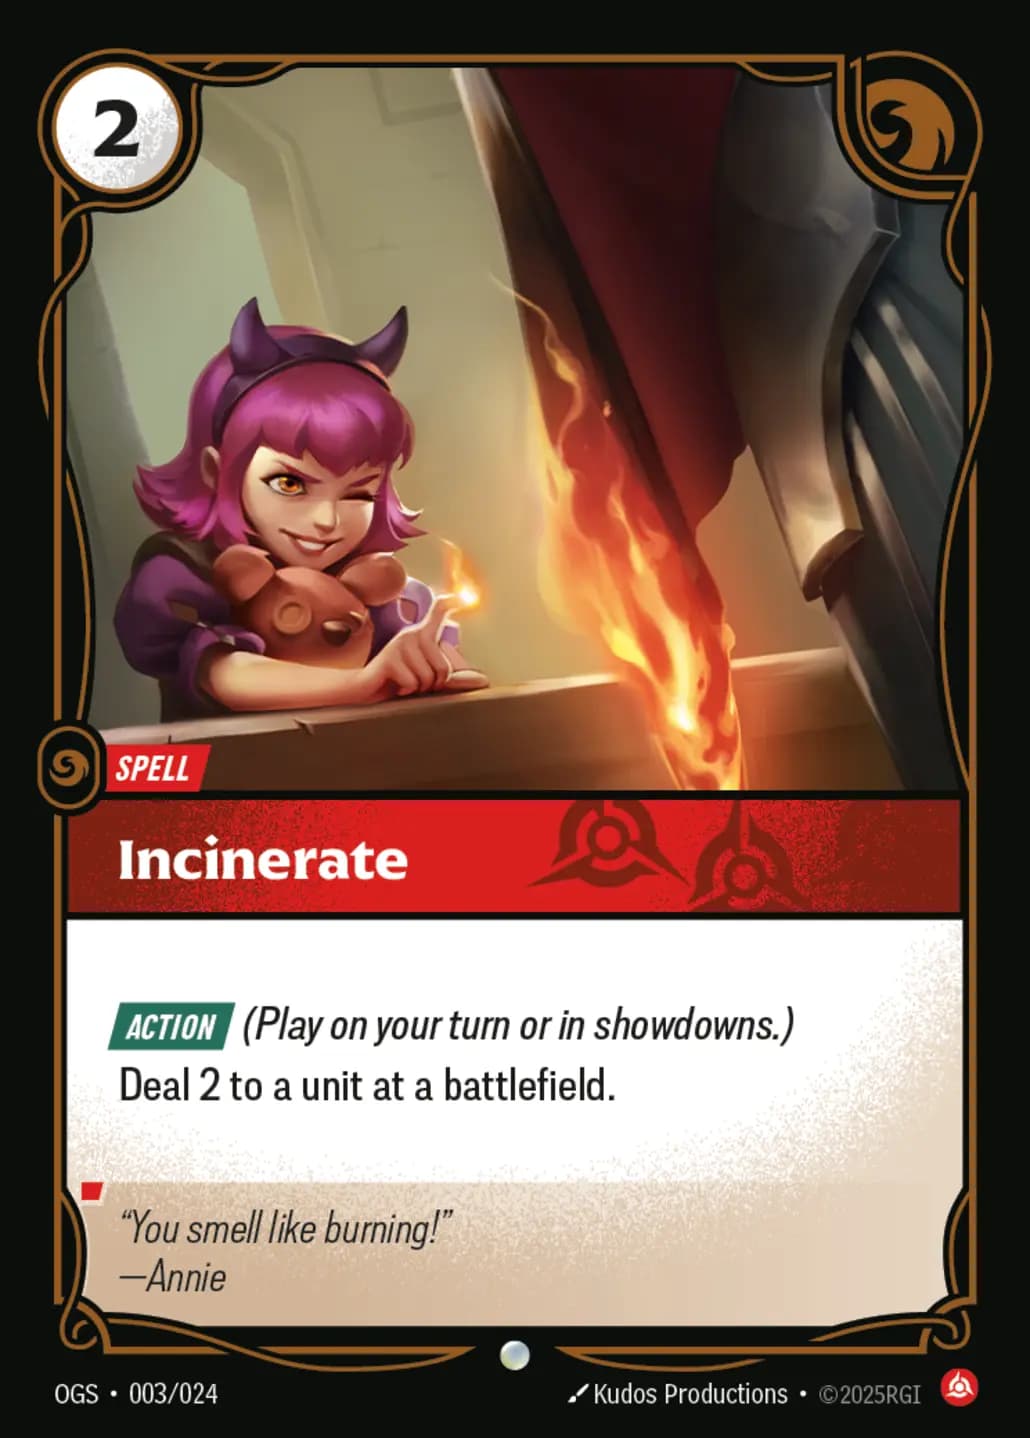 2
SPELL
Incinerate
ACTION (Play on your turn or in showdowns.)
Deal 2 to a unit at a battlefield.
“You smell like burning!”
—Annie
OGS • 003/024
Kudos Productions • ©2025RGI